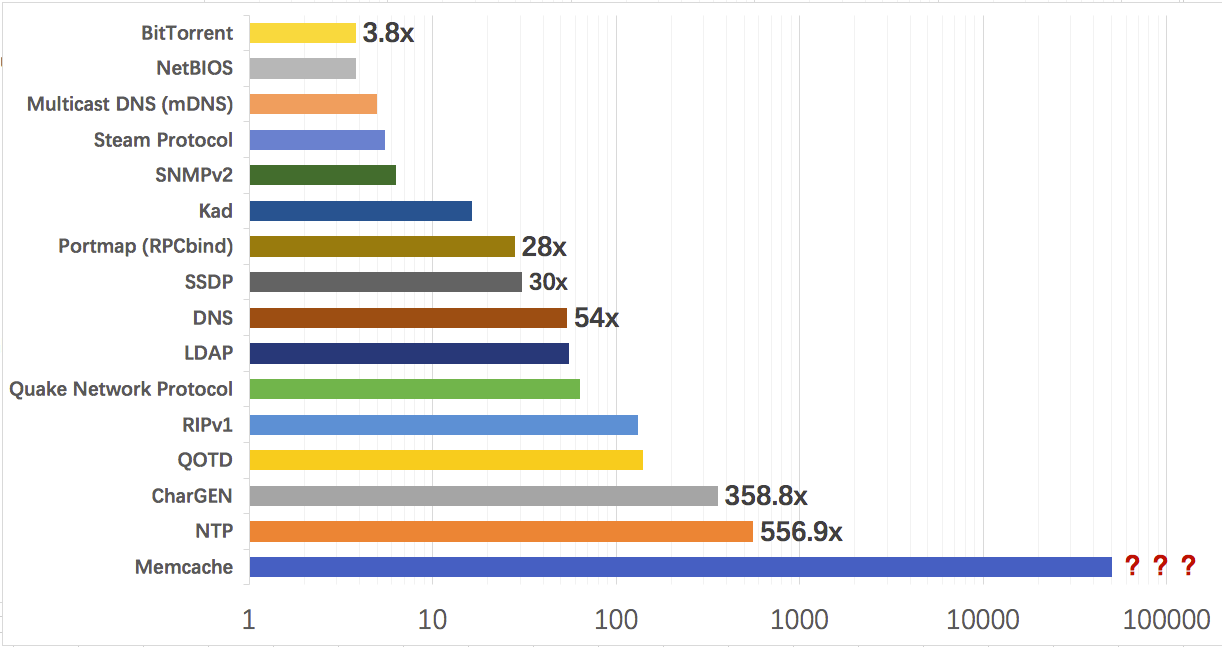 BitTorrent 3.8x
NetBIOS
Multicast DNS (mDNS)
Steam Protocol
SNMPv2
Kad
Portmap (RPCbind) 28x
SSDP 30x
DNS 54x
LDAP
Quake Network Protocol
RIPv1
QOTD
CharGEN 358.8x
NTP 556.9x
Memcache ? ? ?
1 10 100 1000 10000 100000